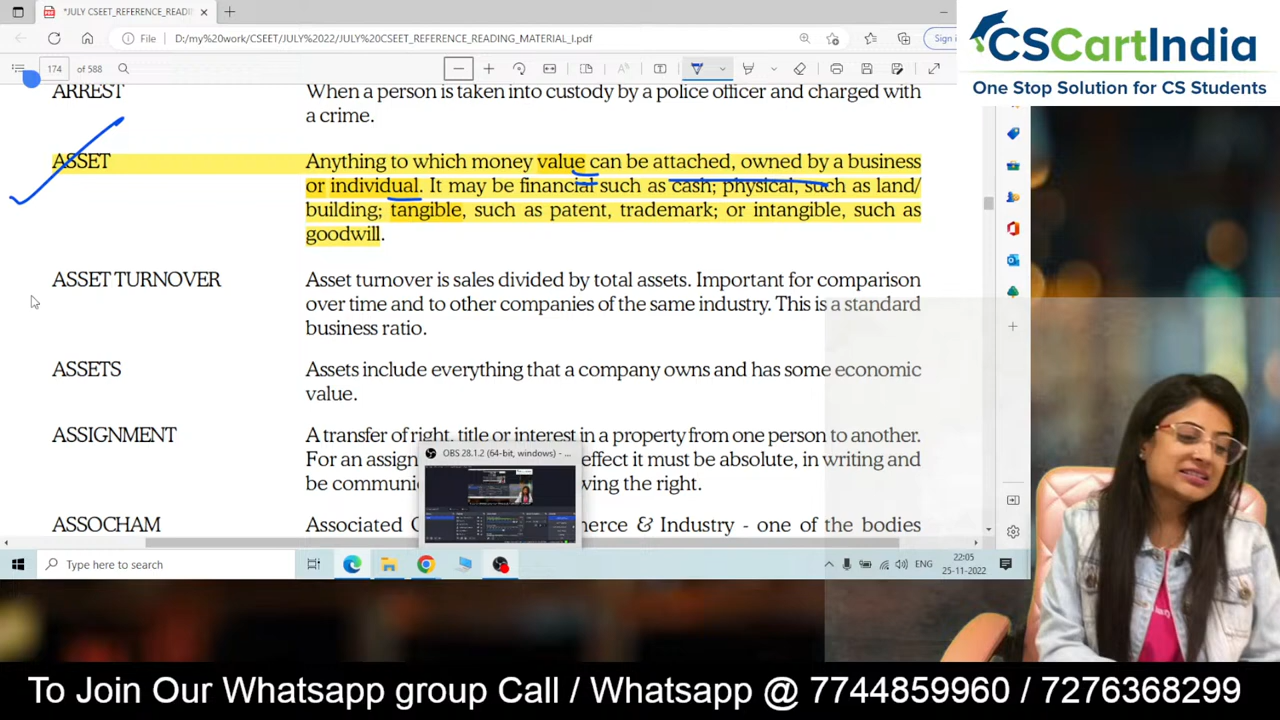 *JULY CSEET_REFERENCE_READI
File
D:/my%20work/CSEET/JULY%2022/JULY%20CSEET_REFERENCE_READING_MATERIAL_I.pdf
Sign i
174 of 588
CSCartIndia
One Stop Solution for CS Students
ARREST
When a person is taken into custody by a police officer and charged with
a crime.
ASSET
Anything to which money value can be attached, owned by a business
or individual. It may be financial such as cash; physical, such as land/
building; tangible, such as patent, trademark; or intangible, such as
goodwill.
ASSET TURNOVER
Asset turnover is sales divided by total assets. Important for comparison
over time and to other companies of the same industry. This is a standard
business ratio.
ASSETS
Assets include everything that a company owns and has some economic
value.
ASSIGNMENT
A transfer of right, title or interest in a property from one person to another.
For an assign effect it must be absolute, in writing and
be communi ving the right.
OBS 28.1.2 (64-bit, windows) - ...
ASSOCHAM
Associated C merce & Industry - one of the bodies
Type here to search
ENG
22:05
25-11-2022
To Join Our Whatsapp group Call / Whatsapp @ 7744859960 / 7276368299